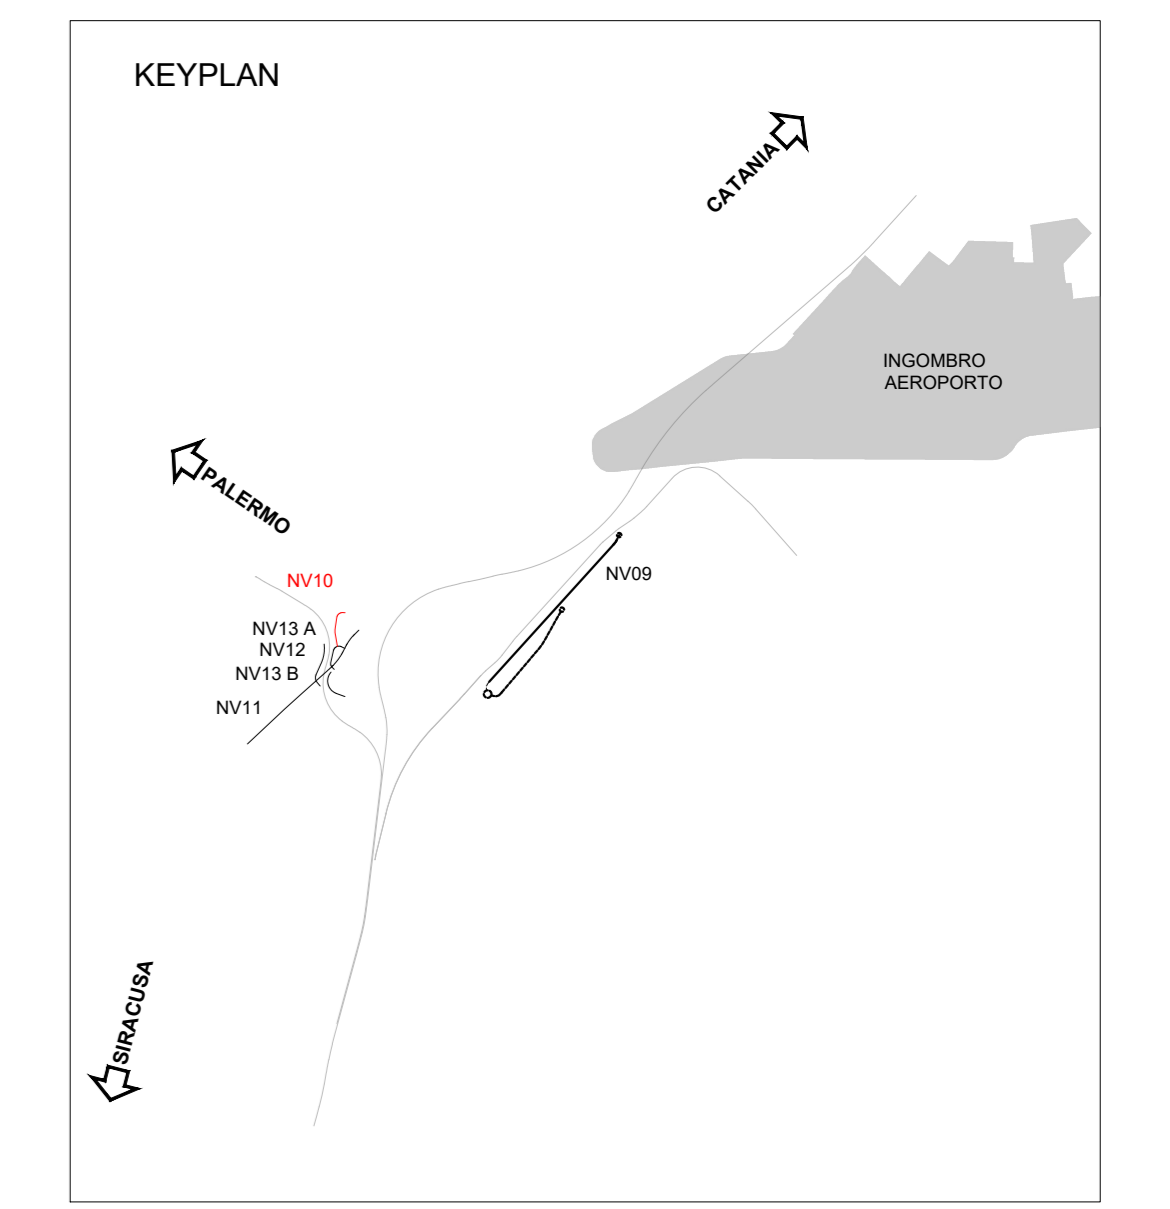 KEYPLAN
CATANIA
INGOMBRO
AEROPORTO
PALERMO
NV10
NV09
NV13 A
NV12
NV13 B
NV11
SIRACUSA